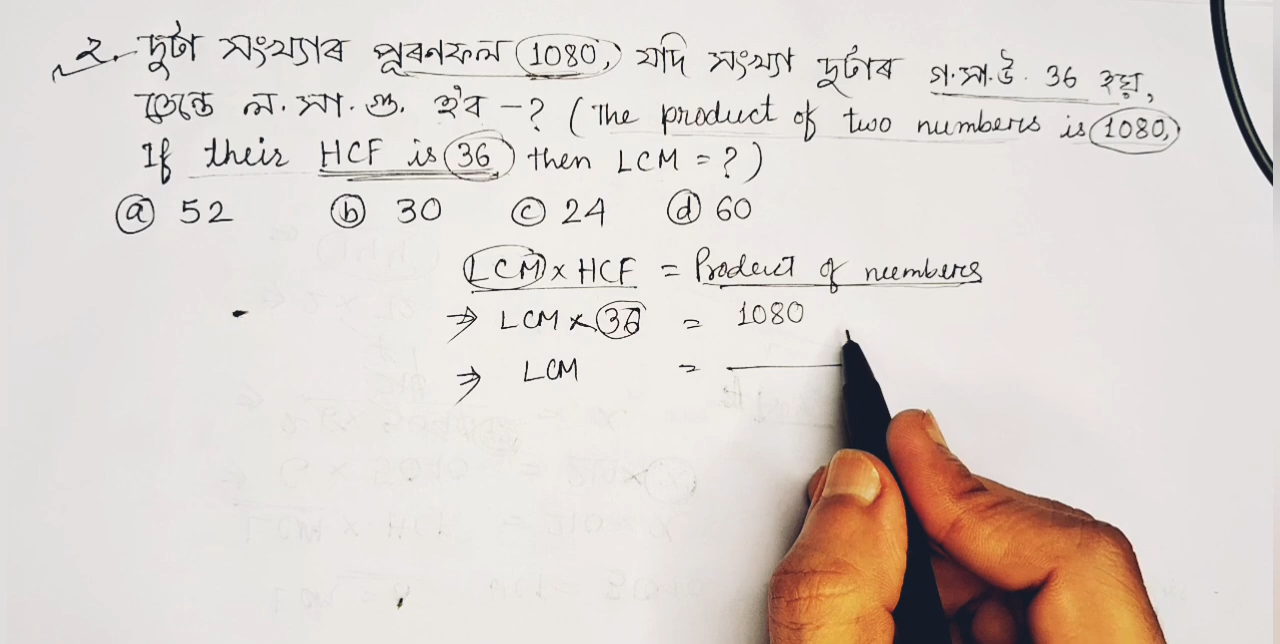 ২. দুটা সংখ্যাৰ পূৰণফল 1080, যদি সংখ্যা দুটাৰ গ.সা.উ. 36 হয়,
তেন্তে ল.সা.গু. হ'ব -? (The product of two numbers is 1080,
If their HCF is 36 then LCM = ?)
ⓐ 52 ⓑ 30 ⓒ 24 ⓓ 60
LCM × HCF = Product of numbers
⇒ LCM × 36 = 1080
⇒ LCM =